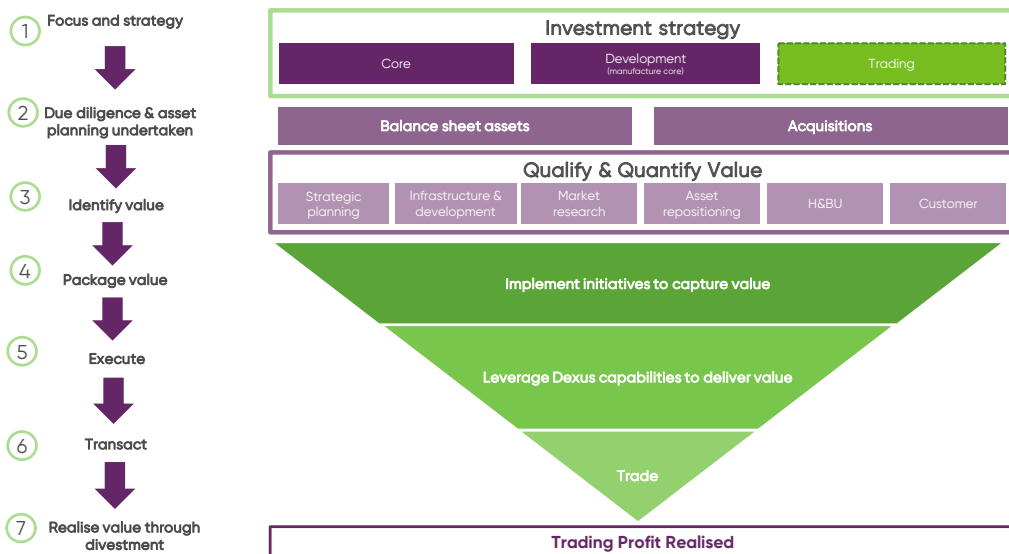 1
Focus and strategy
2
Due diligence & asset
planning undertaken
3
Identify value
4
Package value
5
Execute
6
Transact
7
Realise value through
divestment
Investment strategy
Core
Development
(manufacture core)
Trading
Balance sheet assets
Acquisitions
Qualify & Quantify Value
Strategic
planning
Infrastructure &
development
Market
research
Asset
repositioning
H&BU
Customer
Implement initiatives to capture value
Leverage Dexus capabilities to deliver value
Trade
Trading Profit Realised